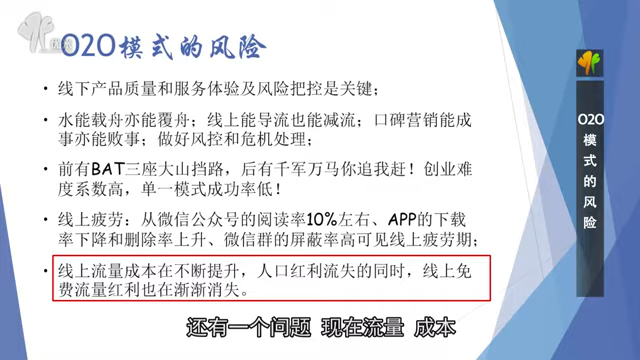 O2O模式的风险
• 线下产品质量和服务体验及风险把控是关键；
• 水能载舟亦能覆舟；线上能导流也能减流；口碑营销能成
事亦能败事；做好风控和危机处理；
• 前有BAT三座大山挡路，后有千军万马你追我赶！创业难
度系数高，单一模式成功率低！
• 线上疲劳：从微信公众号的阅读率10%左右、APP的下载
率下降和删除率上升、微信群的屏蔽率高可见线上疲劳期；
• 线上流量成本在不断提升，人口红利流失的同时，线上免
费流量红利也在渐渐消失。
O2O
模
式
的
风
险
还有一个问题 现在流量 成本